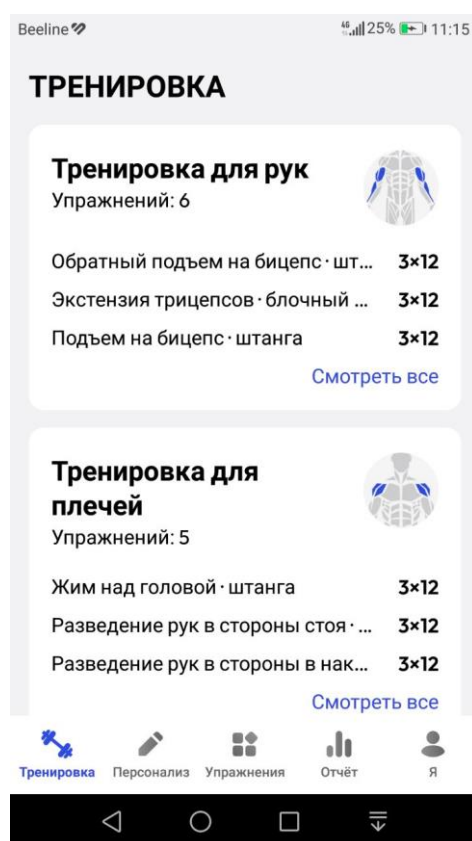 Beeline 4G 25% 11:15
ТРЕНИРОВКА
Тренировка для рук
Упражнений: 6
Обратный подъем на бицепс · шт... 3×12
Экстензия трицепсов · блочный ... 3×12
Подъем на бицепс · штанга 3×12
Смотреть все
Тренировка для
плечей
Упражнений: 5
Жим над головой · штанга 3×12
Разведение рук в стороны стоя · ... 3×12
Разведение рук в стороны в нак... 3×12
Смотреть все
Тренировка Персонализ Упражнения Отчёт Я